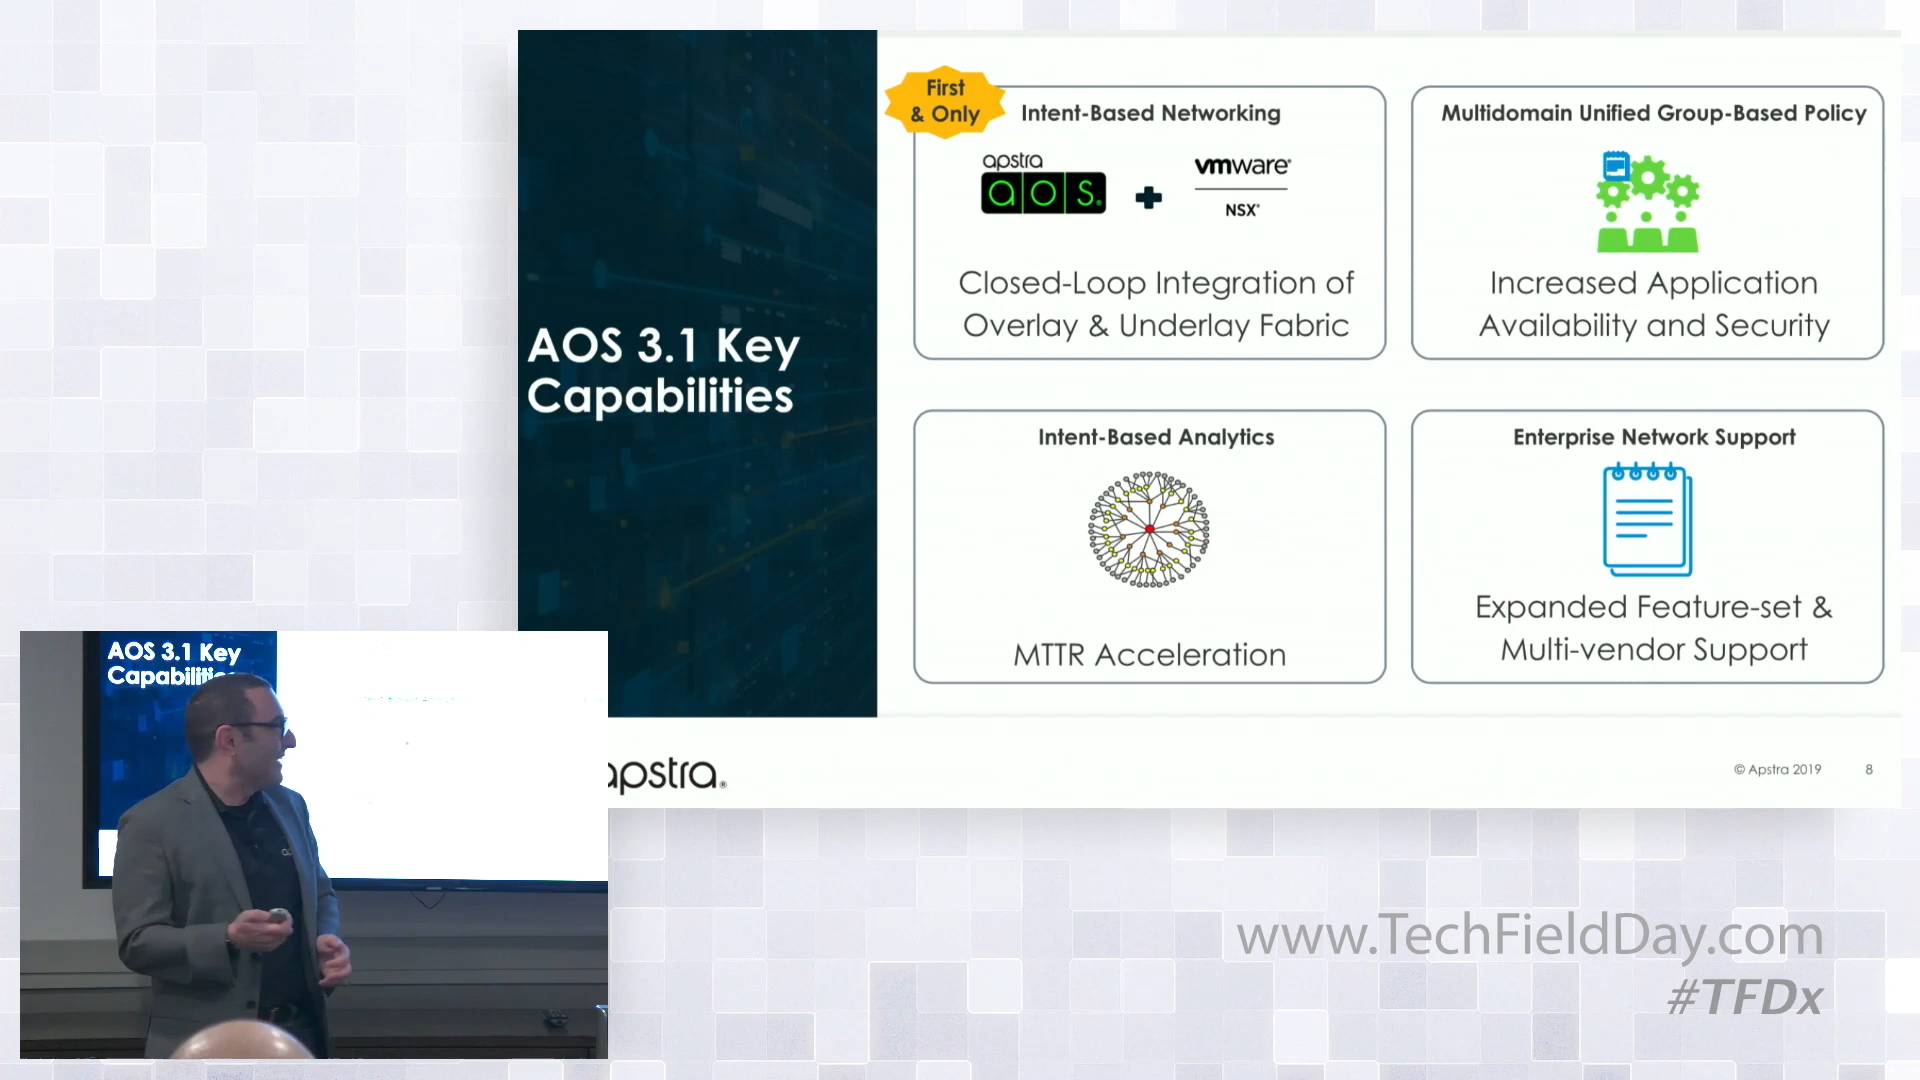 AOS 3.1 Key
Capabilities
First
& Only
Intent-Based Networking
apstra
aos.
vmware®
NSX®
Closed-Loop Integration of
Overlay & Underlay Fabric
Multidomain Unified Group-Based Policy
Increased Application
Availability and Security
Intent-Based Analytics
MTTR Acceleration
Enterprise Network Support
Expanded Feature-set &
Multi-vendor Support
apstra®
© Apstra 2019
8
AOS 3.1 Key
Capabilitie
www.TechFieldDay.com
#TFDx